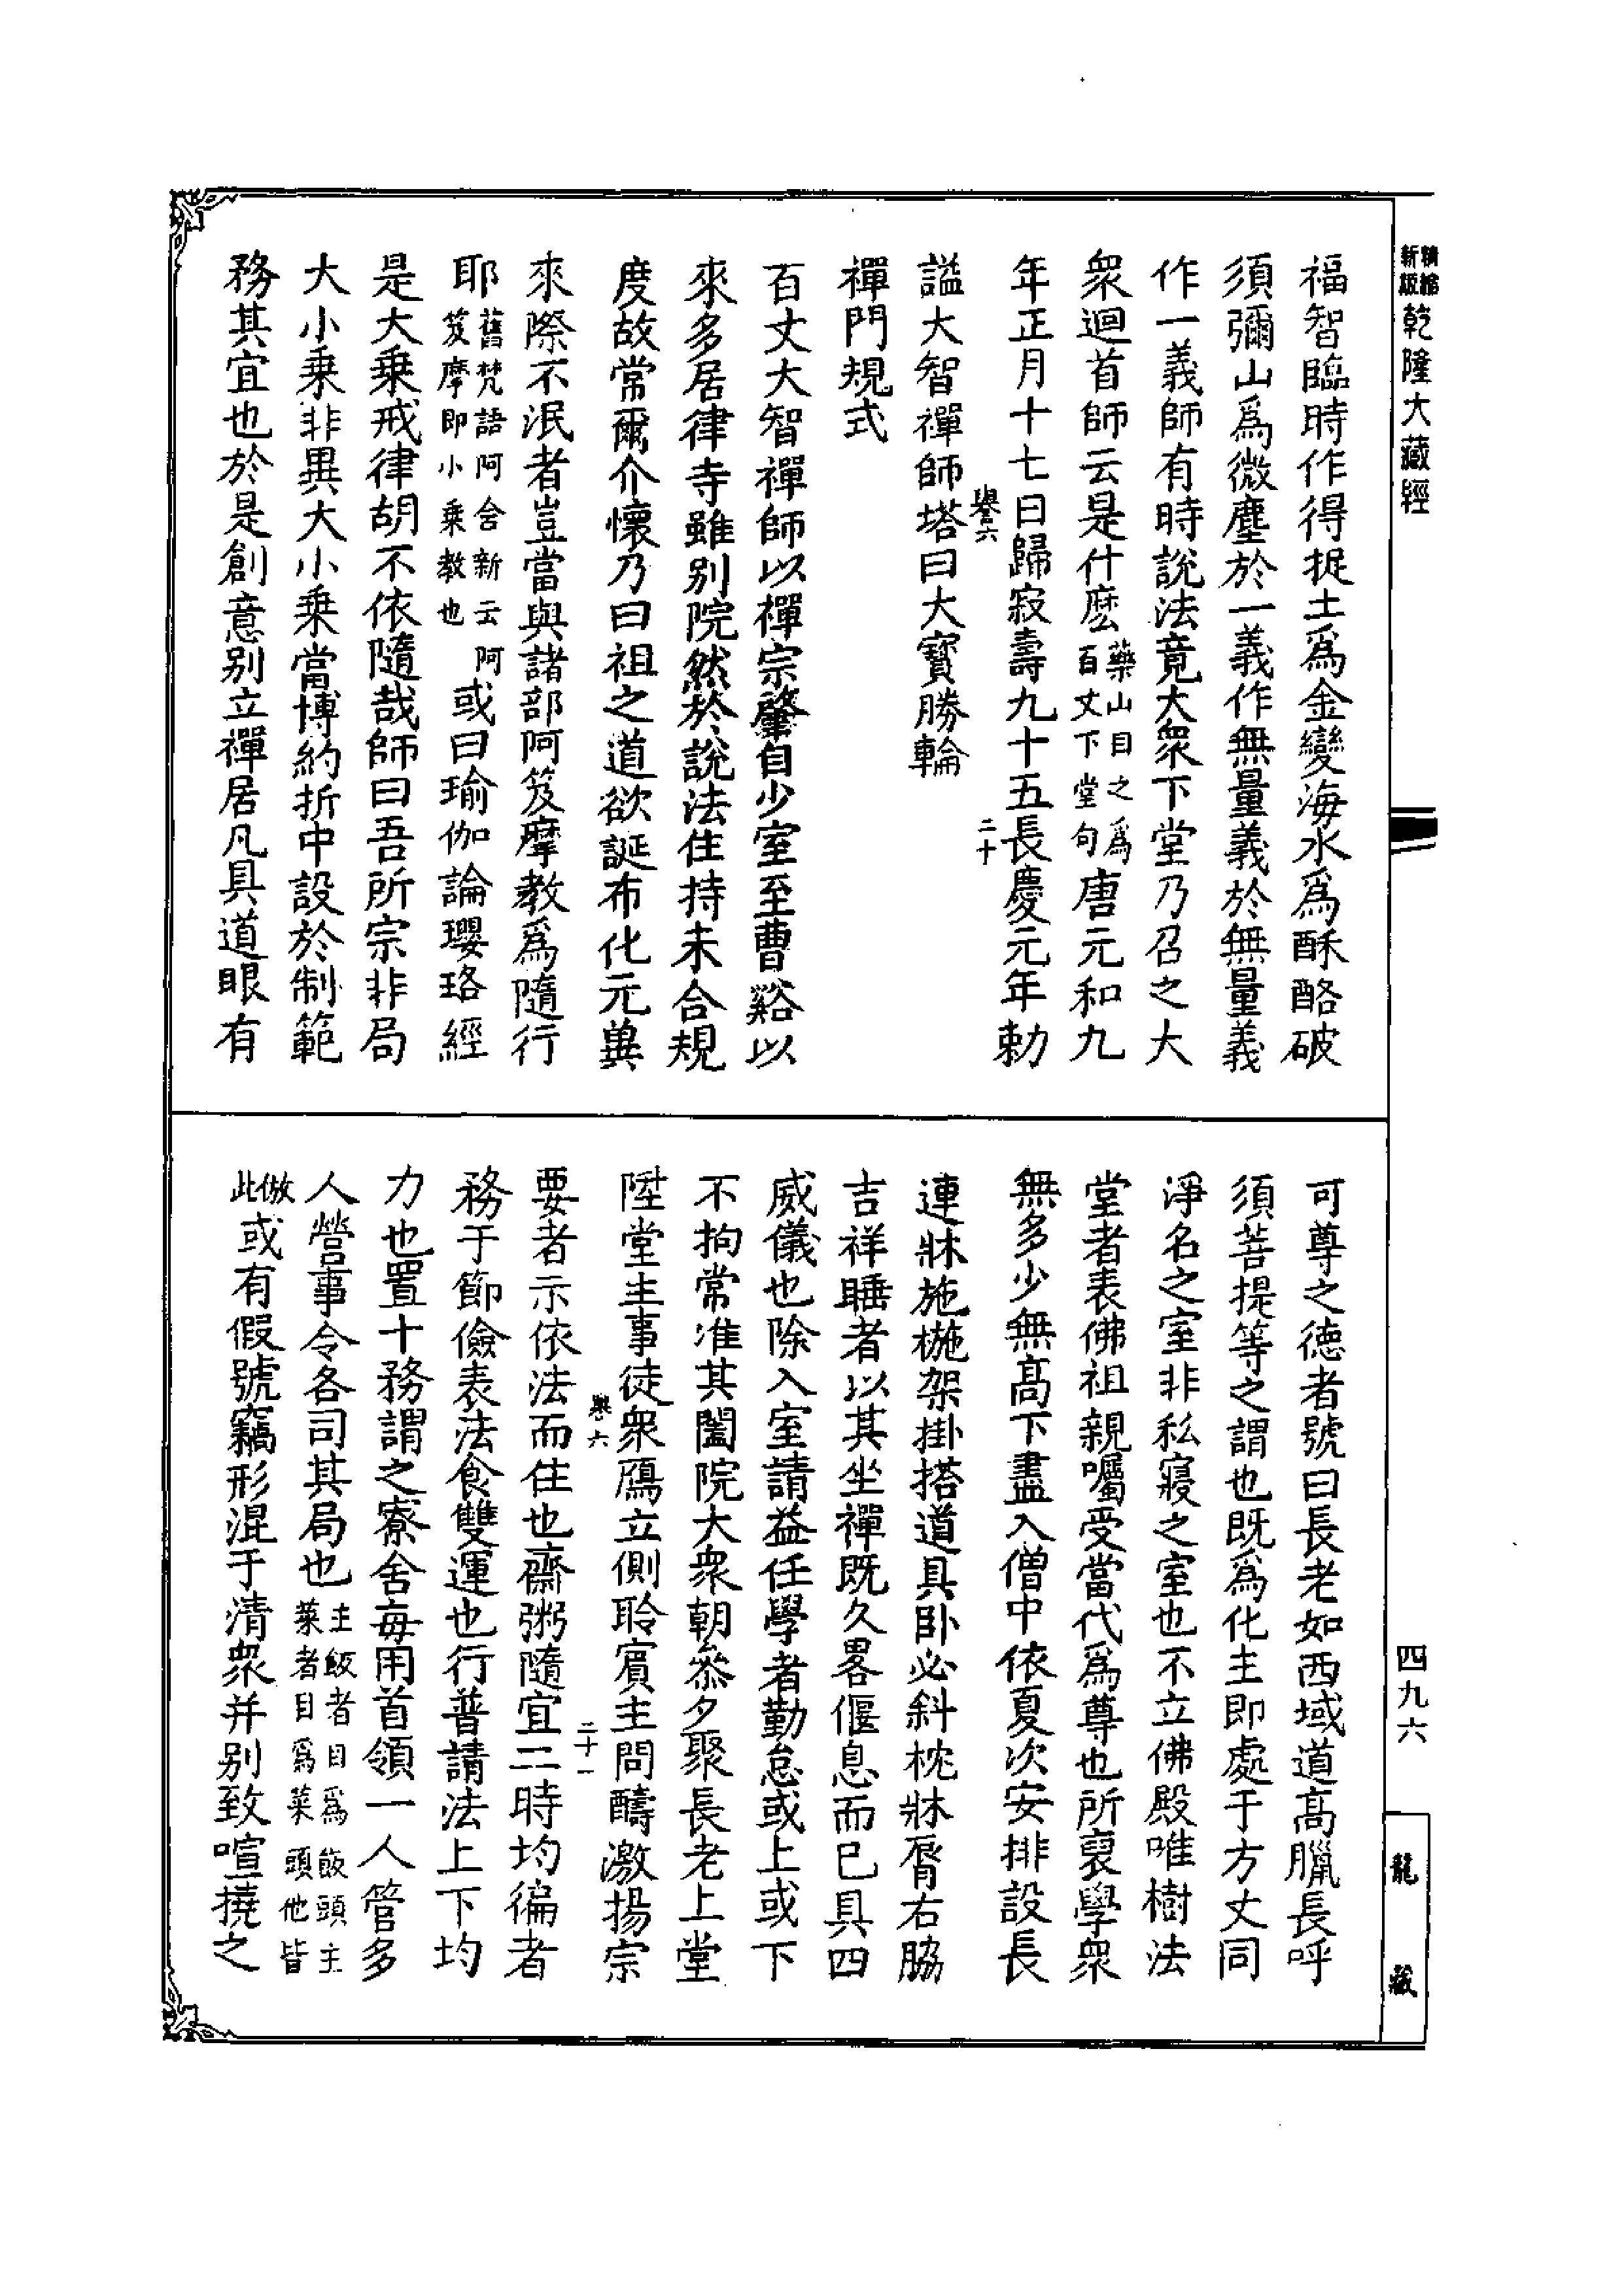 精縮
新版
乾隆大藏經
福智臨時作得捉土爲金變海水爲酥酪破
須彌山爲微塵於一義作無量義於無量義
作一義師有時說法竟大衆下堂乃召之大
衆迴首師云是什麽藥山目之爲百丈下堂句唐元和九
年正月十七日歸寂壽九十五長慶元年勅
譽六
二十
諡大智禪師塔曰大寶勝輪
禪門規式
百丈大智禪師以禪宗肇自少室至曹谿以
來多居律寺雖别院然於說法住持未合規
度故常爾介懷乃曰祖之道欲誕布化元兾
來際不泯者豈當與諸部阿笈摩教爲隨行
耶舊梵語阿含新云阿笈摩即小乗教也或曰瑜伽論瓔珞經
是大乗戒律胡不依隨哉師曰吾所宗非局
大小乗非異大小乗當博約折中設於制範
務其宜也於是創意别立禪居凡具道眼有
可尊之德者號曰長老如西域道髙臘長呼
須菩提等之謂也既爲化主即處于方丈同
淨名之室非私寢之室也不立佛殿唯樹法
堂者表佛祖親囑受當代爲尊也所裒學衆
無多少無髙下盡入僧中依夏次安排設長
連牀施椸架掛搭道具卧必斜枕牀脣右脇
吉祥睡者以其坐禪既久畧偃息而已具四
威儀也除入室請益任學者勤怠或上或下
不拘常准其闔院大衆朝叅夕聚長老上堂
陞堂主事徒衆鴈立側聆賓主問醻激揚宗
譽六
二十一
要者示依法而住也齋粥隨宜二時均徧者
務于節儉表法食雙運也行普請法上下均
力也置十務謂之寮舍每用首領一人管多
人營事令各司其局也主飯者目爲飯頭主菜者目爲菜頭他皆
倣此或有假號竊形混于清衆并别致喧撓之
四九六
龍藏